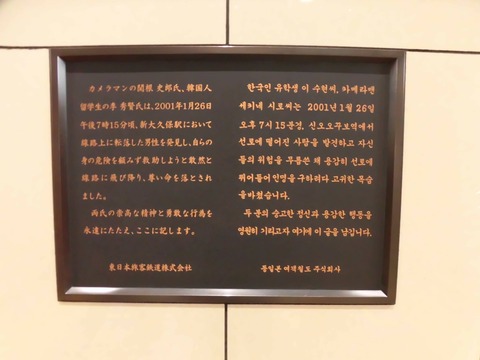 カメラマンの関根 史郎氏、韓国人
留学生の李 秀賢氏は、2001年1月26日
午後7時15分頃、新大久保駅において
線路上に転落した男性を発見し、自らの
身の危険を顧みず救助しようと敢然と
線路に飛び降り、尊い命を落とされ
ました。
両氏の崇高な精神と勇敢な行為を
永遠にたたえ、ここに記します。
東日本旅客鉄道株式会社
한국인 유학생 이 수현씨, 카메라맨
세키네 시로씨는 2001년 1월 26일
오후 7시 15분경, 신오오쿠보역에서
선로에 떨어진 사람을 발견하고 자신
들의 위험을 무릅쓴 채 용감히 선로에
뛰어들어 인명을 구하려다 고귀한 목숨
을 바쳤습니다.
두 분의 숭고한 정신과 용감한 행동을
영원히 기리고자 여기에 이 글을 남깁니다.
동일본 여객철도 주식회사